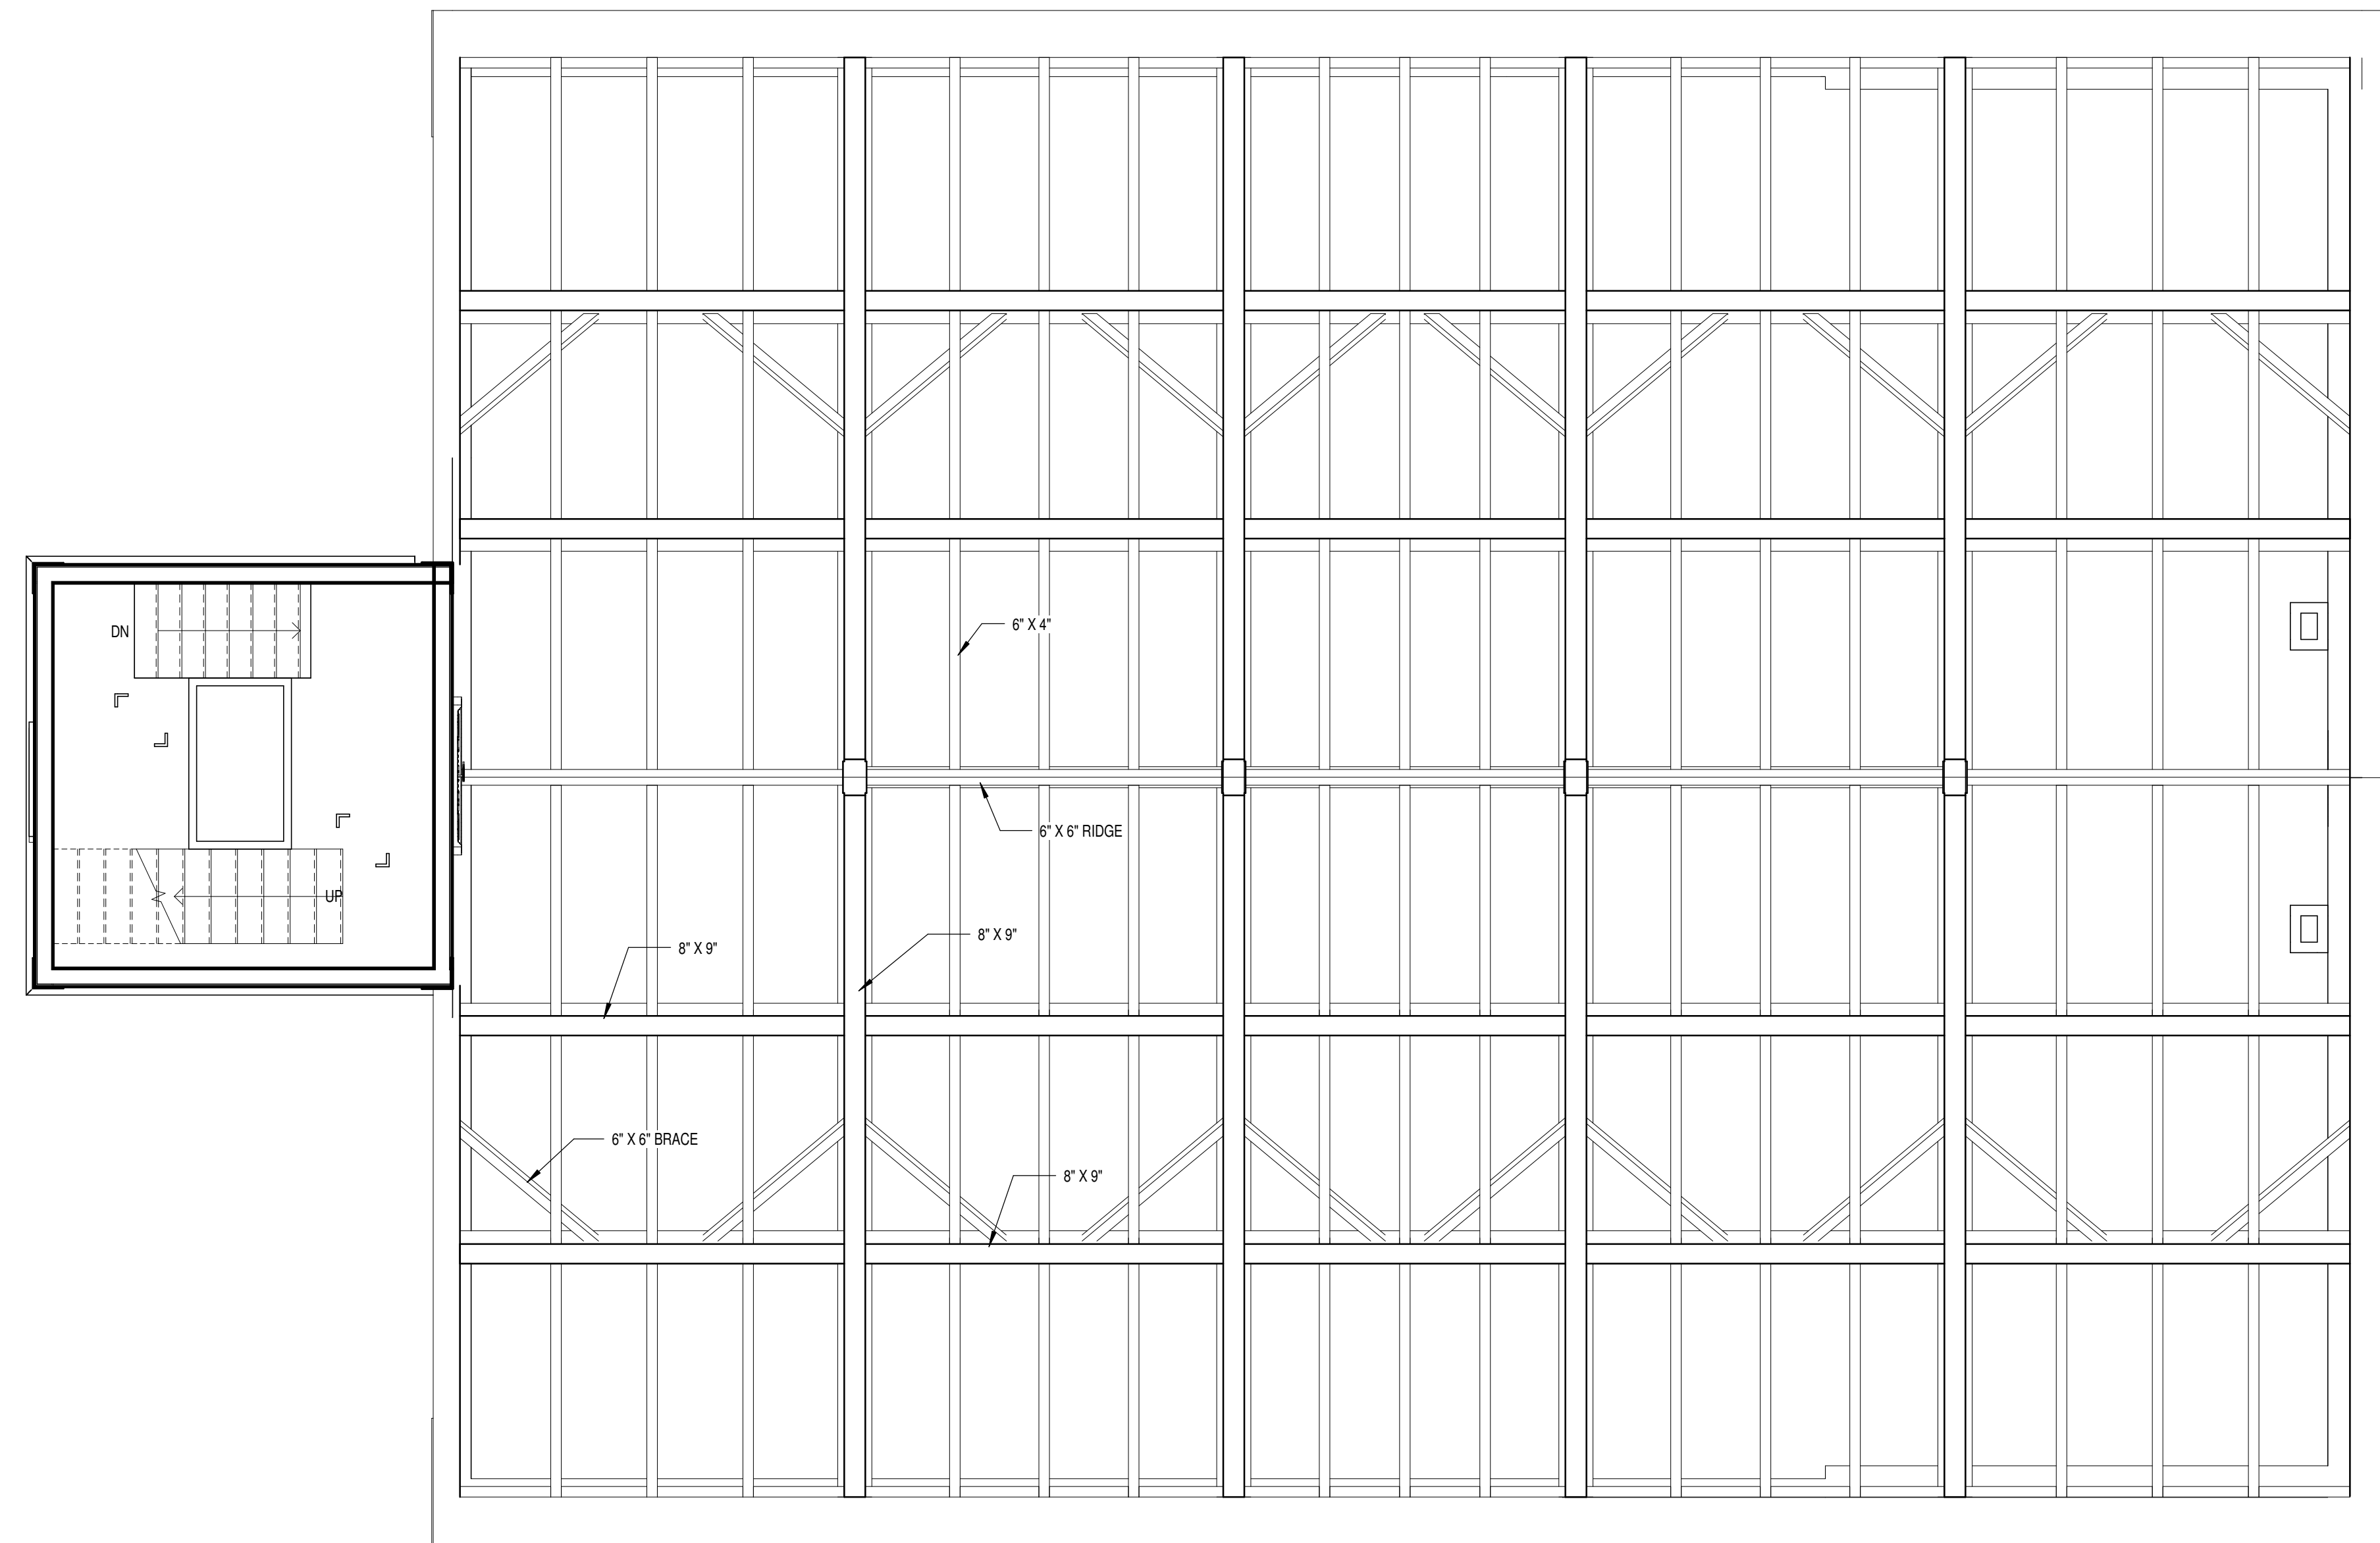 6" X 4"
DN
6" X 6" RIDGE
UP
8" X 9"
8" X 9"
6" X 6" BRACE
8" X 9"